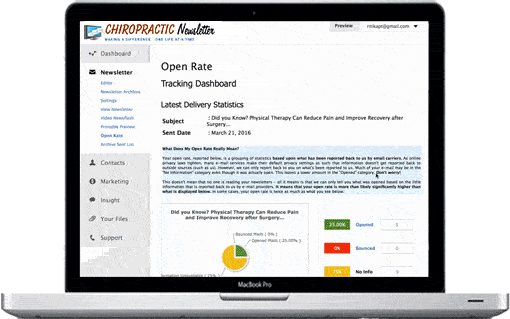 CHIROPRACTIC Newsletter
MAKING A DIFFERENCE - ONE LIFE AT A TIME
Preview
ritikapt@gmail.com
Dashboard
Newsletter
Editor
Newsletter Archive
Settings
View Newsletter
Video Newsflash
Printable Preview
Open Rate
Archive Sent List
Contacts
Marketing
Insight
Your Files
Support
Open Rate
Tracking Dashboard
Latest Delivery Statistics
Subject : Did you Know? Physical Therapy Can Reduce Pain and Improve Recovery after
Surgery...
Sent Date : March 21, 2016
What Does My Open Rate Really Mean?
Your open rate, reported below, is a grouping of statistics based upon what has been reported back to us by email carriers. As online
privacy laws tighten, many e-mail services make their default privacy settings as such that information doesn't get reported back to
outside sources (such as us). However, we can only report back to you on what's been reported to us. Much of your e-mail may be in the
"No Information" category even though it was actually open. This leaves a lower amount in the "Opened" category. Don't worry!
This doesn't mean that no one is reading your newsletters - all it means is that we can only tell you what was opened based on the little
information that is reported back to us by e-mail providers. It means that your open rate is more than likely significantly higher than
what is displayed below. In some cases, your open rate is twice as much as what you see below.
Did you Know? Physical Therapy Can Reduce Pain
and Improve Recovery after Surgery...
Bounced Mails ( 0% )
Opened Mails ( 25.00% )
25.00% Opened 1
0% Bounced 0
75% No Info
MacBook Pro